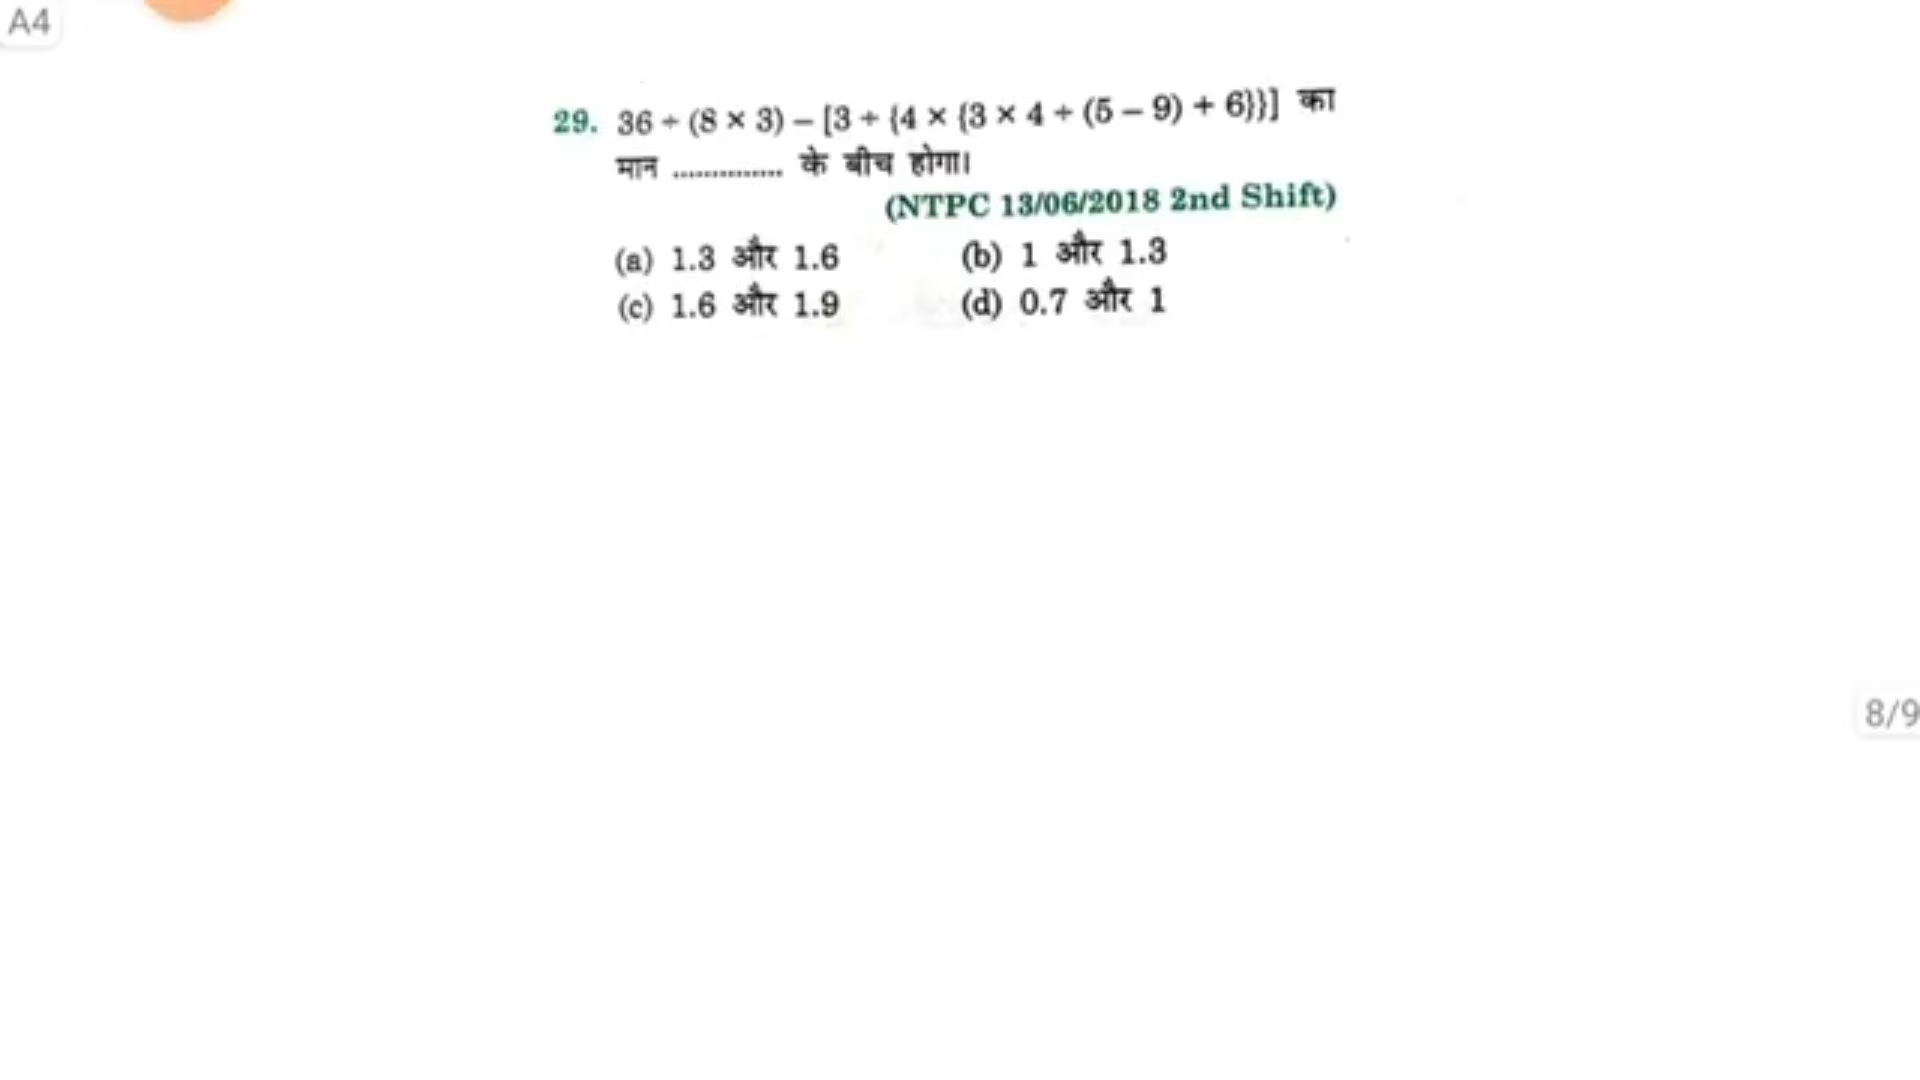 A4
29. 36 ÷ (8 × 3) – [3 ÷ {4 × {3 × 4 ÷ (5 – 9) + 6}}] का
मान .............. के बीच होगा।
(NTPC 13/06/2018 2nd Shift)
(a) 1.3 और 1.6 (b) 1 और 1.3
(c) 1.6 और 1.9 (d) 0.7 और 1
8/9